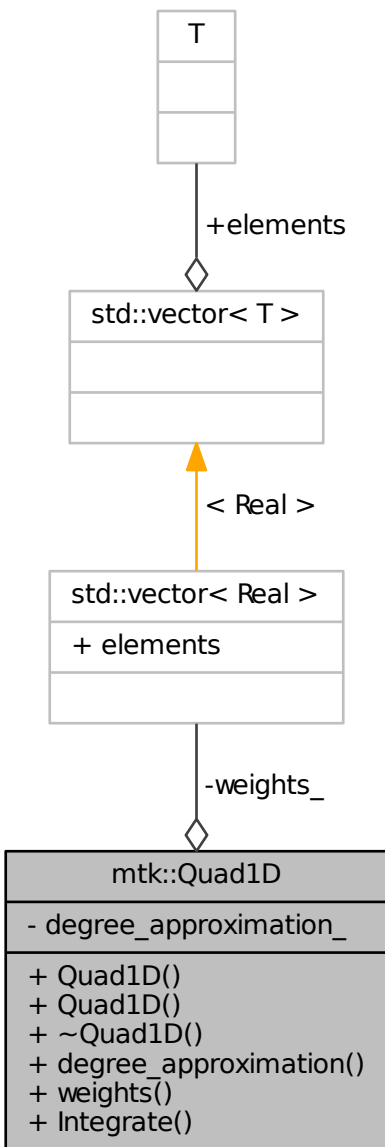 T
+elements
std::vector< T >
< Real >
std::vector< Real >
+ elements
-weights_
mtk::Quad1D
- degree_approximation_
+ Quad1D()
+ Quad1D()
+ ~Quad1D()
+ degree_approximation()
+ weights()
+ Integrate()